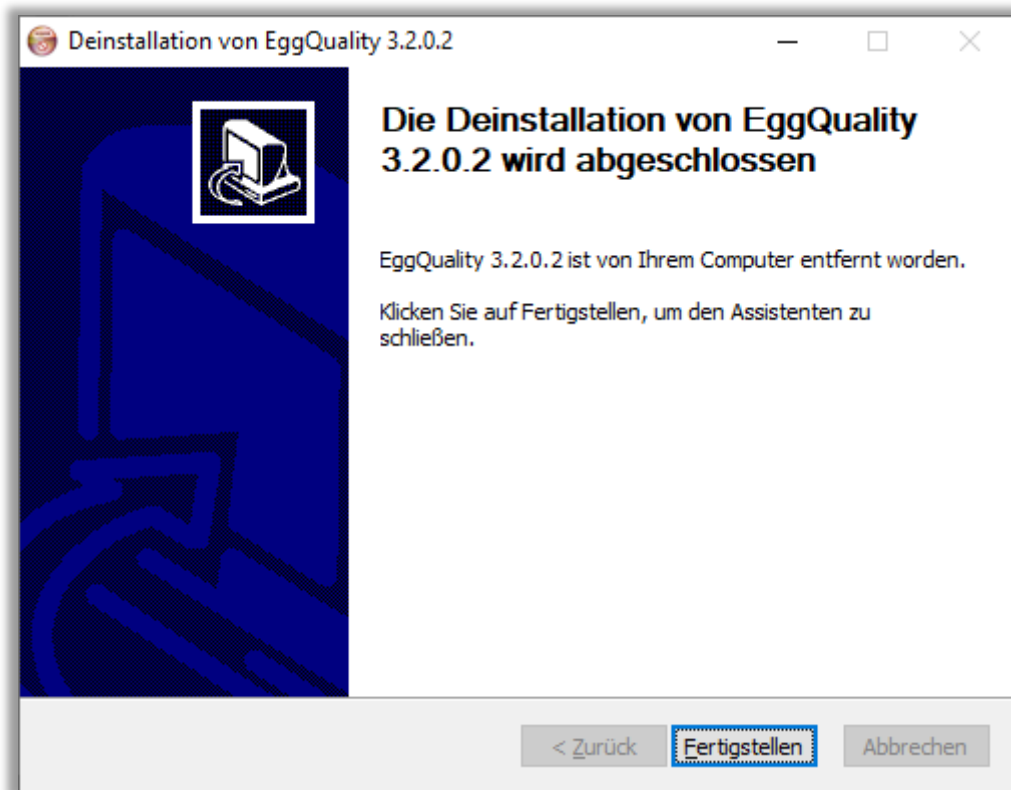 Deinstallation von EggQuality 3.2.0.2
Die Deinstallation von EggQuality
3.2.0.2 wird abgeschlossen
EggQuality 3.2.0.2 ist von Ihrem Computer entfernt worden.
Klicken Sie auf Fertigstellen, um den Assistenten zu
schließen.
< Zurück
Fertigstellen
Abbrechen